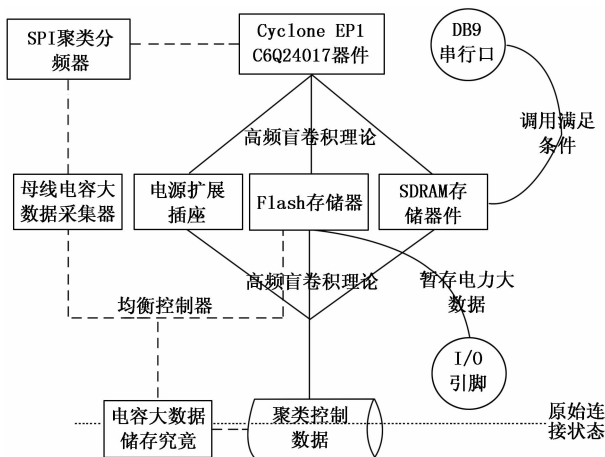 SPI聚类分
频器
Cyclone EP1
C6Q24017器件
DB9
串行口
调用满足
条件
高频盲卷积理论
母线电容大
数据采集器
电源扩展
插座
Flash存储器
SDRAM存
储器件
高频盲卷积理论
暂存电力大
数据
均衡控制器
I/O
引脚
电容大数据
储存究竟
聚类控制
数据
原始连
接状态